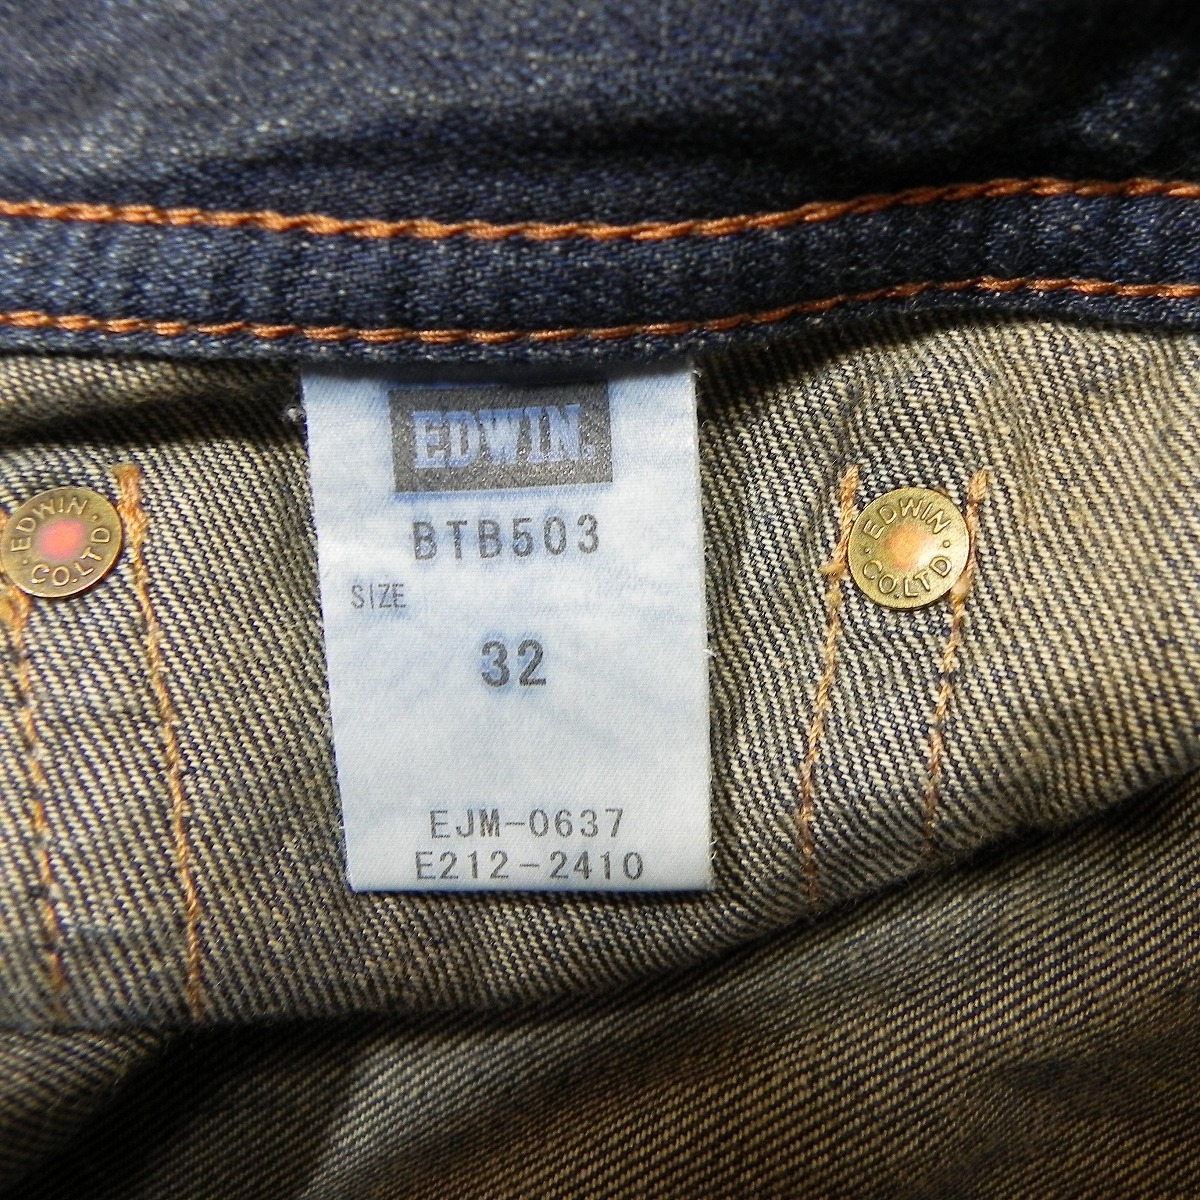 EDWIN.
BTB503
SIZE
32
EJM-0637
E212-2410
EDWIN
CO.LTD
EDWIN
CO.LTD